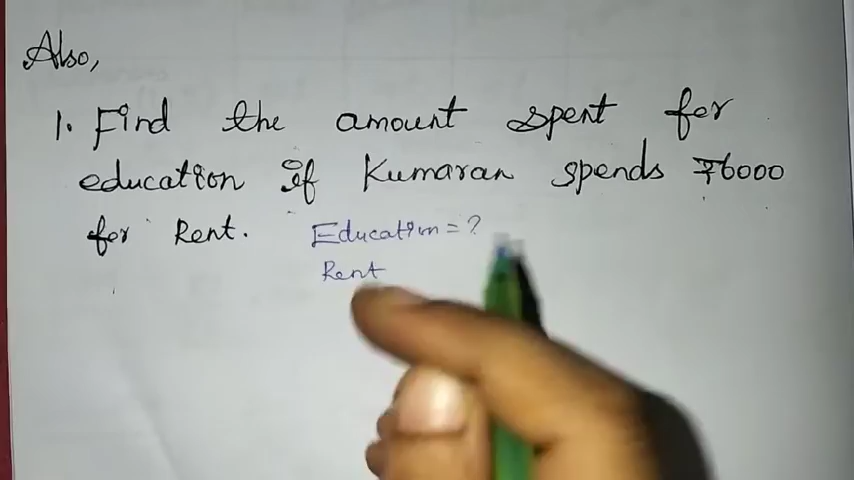 Also,
1. Find the amount spent for
education if Kumaran spends ₹6000
for Rent. Education = ?
Rent